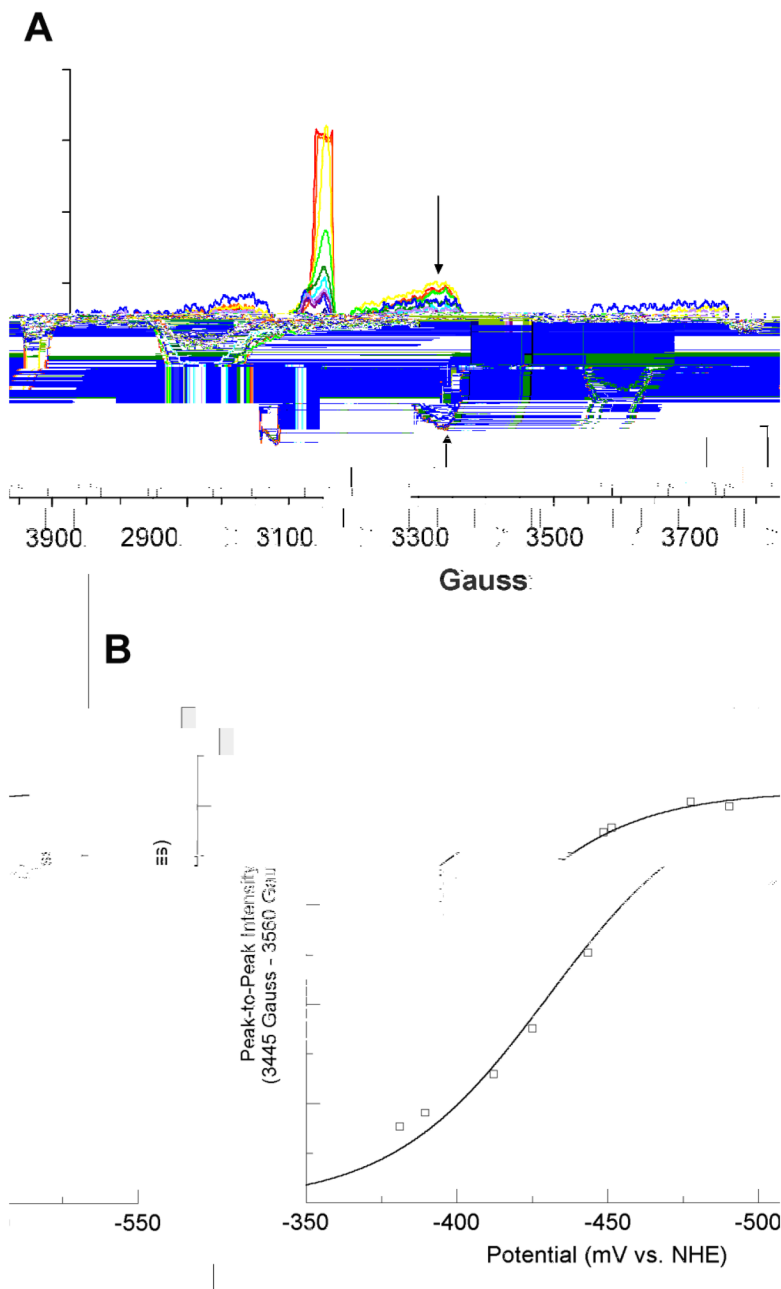 A
3900 2900 3100 3300 3500 3700
Gauss
B
Peak-to-Peak Intensity
(3445 Gauss - 3560 Gau
es)
-550 -350 -400 -450 -500
Potential (mV vs. NHE)